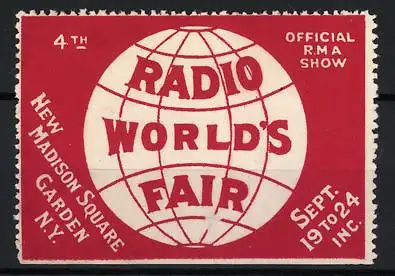 4TH
OFFICIAL
R.M.A
SHOW
RADIO
WORLD'S
FAIR
NEW
MADISON SQUARE
GARDEN
N.Y.
SEPT.
19 TO 24
INC.